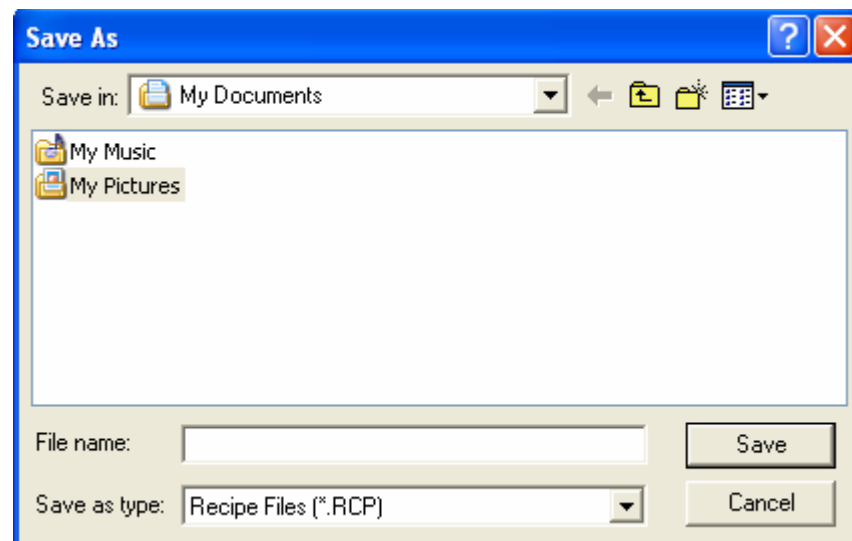 Save As
Save in: My Documents
My Music
My Pictures
File name:
Save
Save as type: Recipe Files (*.RCP)
Cancel